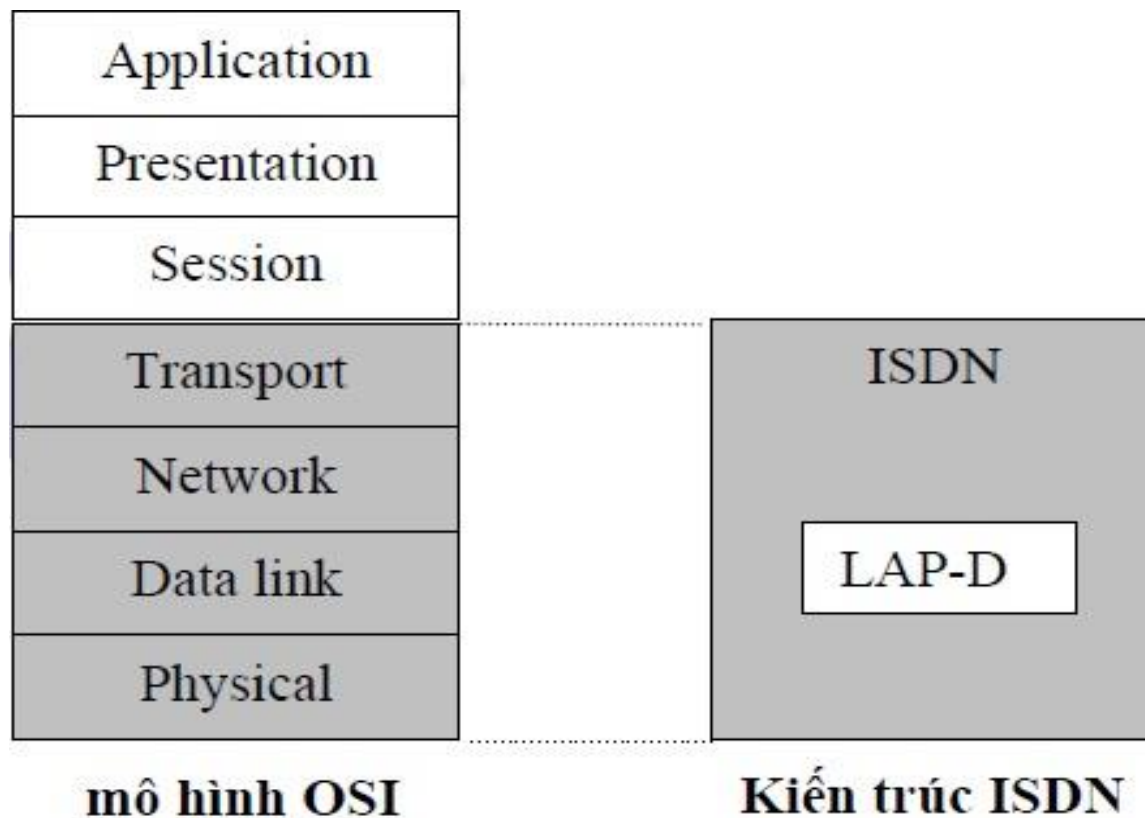 Application
Presentation
Session
Transport
Network
Data link
Physical
mô hình OSI
ISDN
LAP-D
Kiến trúc ISDN